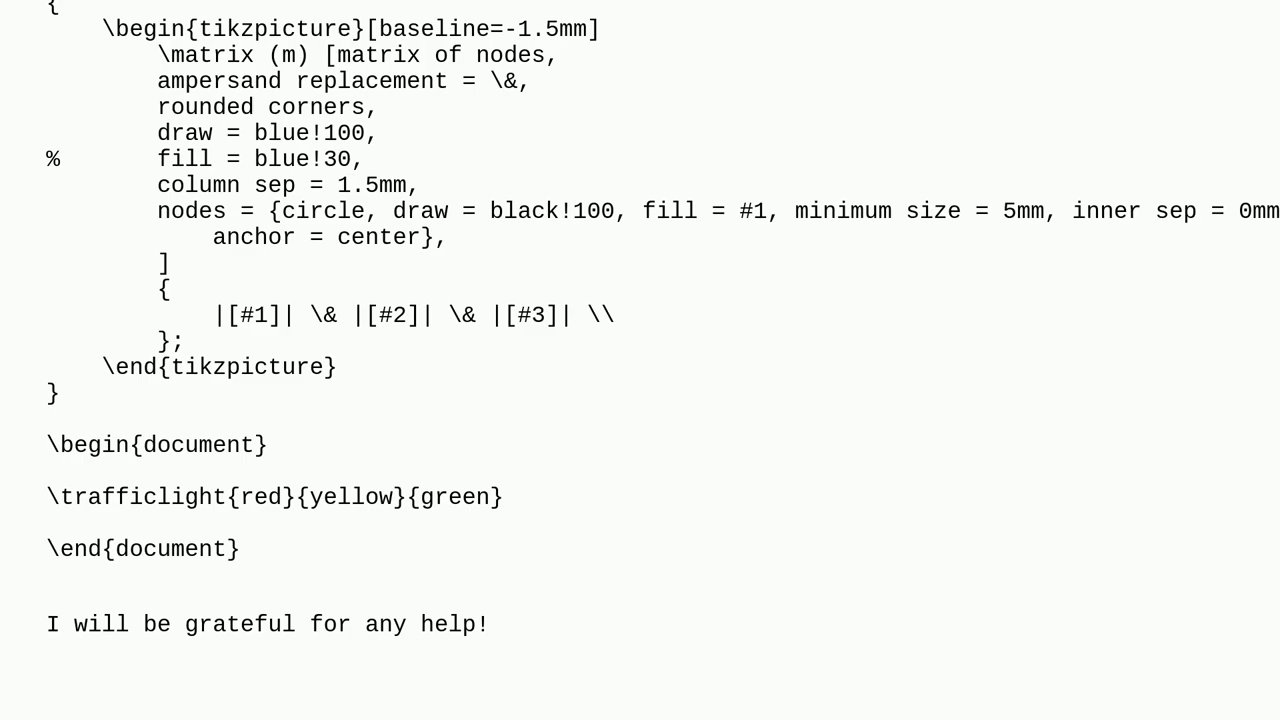 {
\begin{tikzpicture}[baseline=-1.5mm]
\matrix (m) [matrix of nodes,
ampersand replacement = \&,
rounded corners,
draw = blue!100,
% fill = blue!30,
column sep = 1.5mm,
nodes = {circle, draw = black!100, fill = #1, minimum size = 5mm, inner sep = 0mm
anchor = center},
]
{
|[#1]| \& |[#2]| \& |[#3]| \\
};
\end{tikzpicture}
}
\begin{document}
\trafficlight{red}{yellow}{green}
\end{document}
I will be grateful for any help!